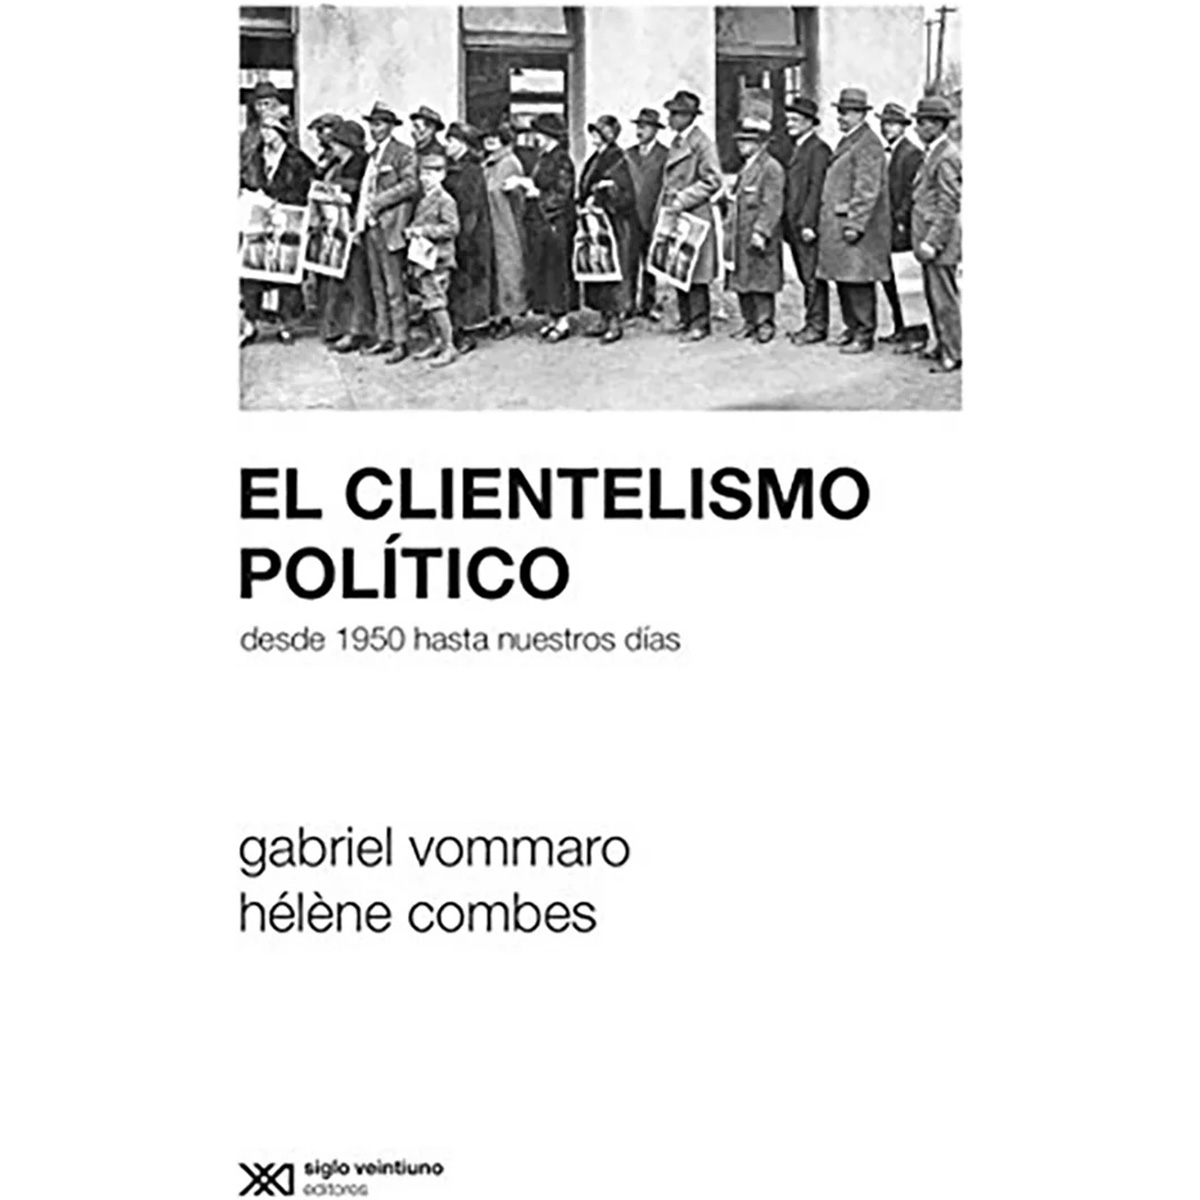 EL CLIENTELISMO
POLÍTICO
desde 1950 hasta nuestros días
gabriel vommaro
hélène combes
siglo veintiuno
editores